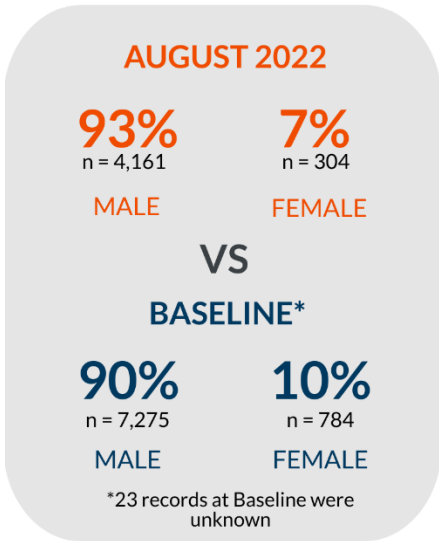 AUGUST 2022
93% 7%
n = 4,161 n = 304
MALE FEMALE
VS
BASELINE*
90% 10%
n = 7,275 n = 784
MALE FEMALE
*23 records at Baseline were
unknown